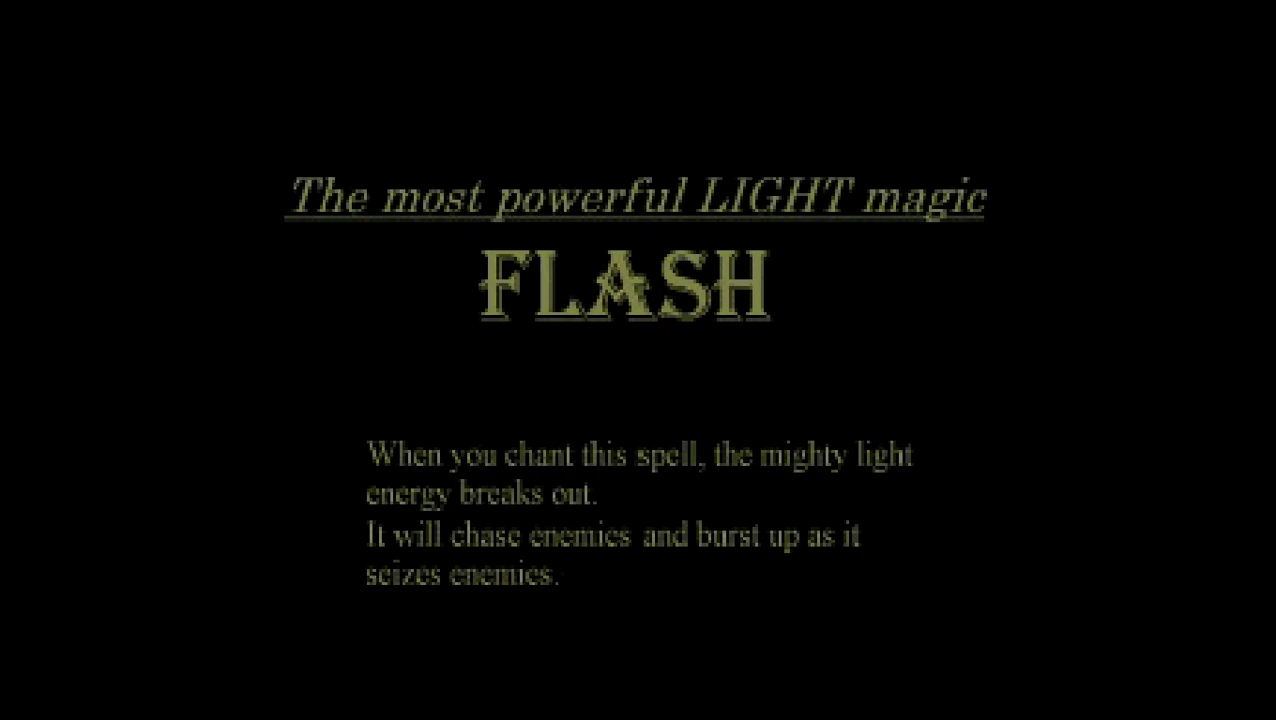 The most powerful LIGHT magic
FLASH
When you chant this spell, the mighty light
energy breaks out.
It will chase enemies and burst up as it
seizes enemies.